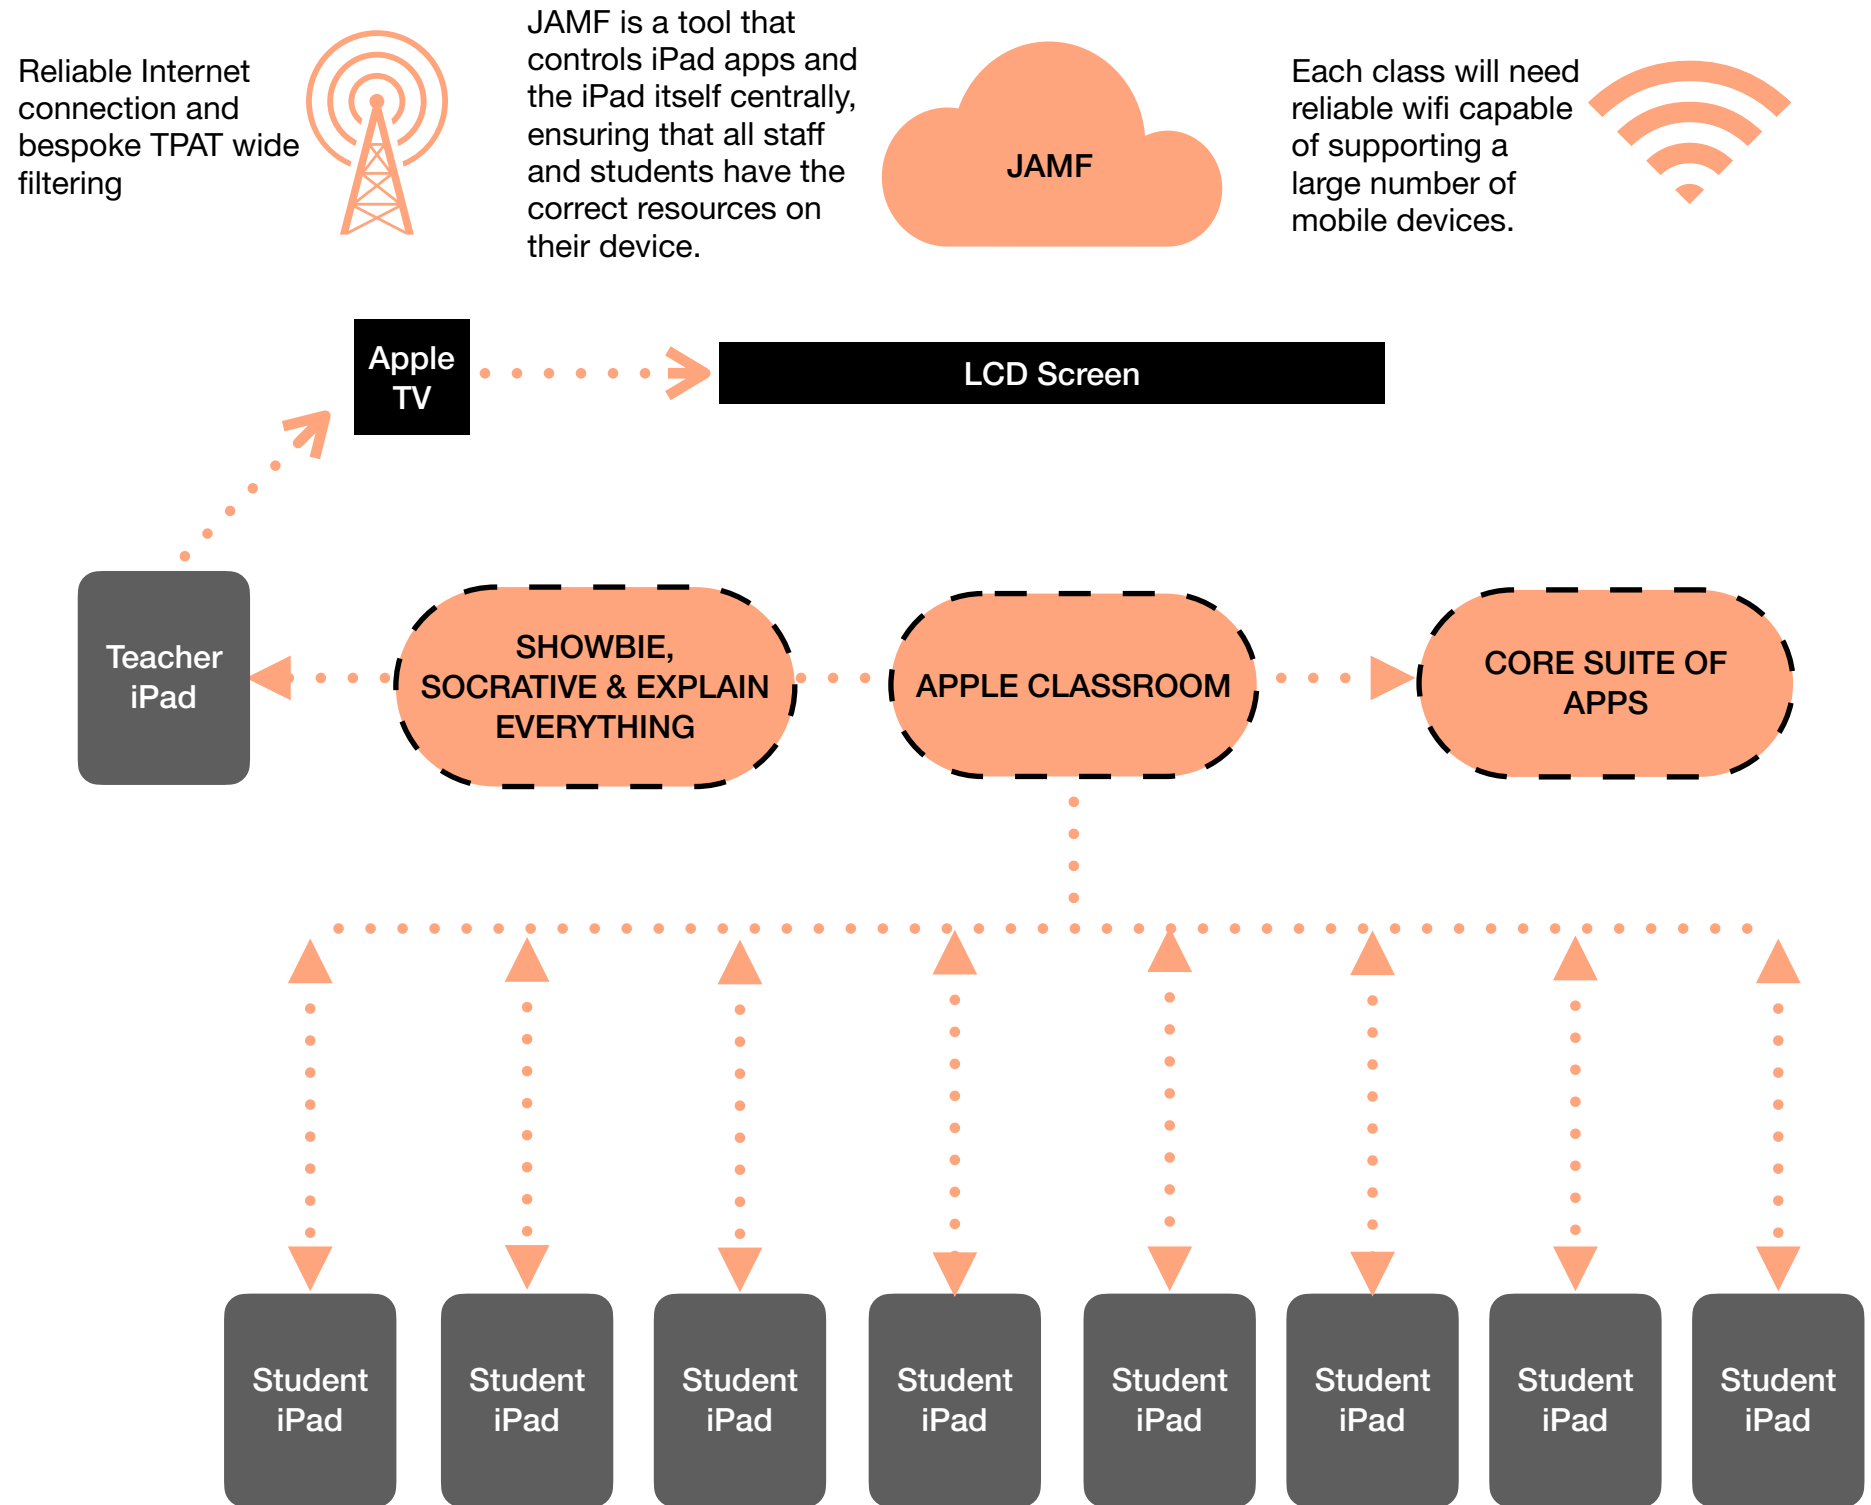 Reliable Internet
connection and
bespoke TPAT wide
filtering
JAMF is a tool that
controls iPad apps and
the iPad itself centrally,
ensuring that all staff
and students have the
correct resources on
their device.
JAMF
Each class will need
reliable wifi capable
of supporting a
large number of
mobile devices.
Apple
TV
LCD Screen
Teacher
iPad
SHOWBIE,
SOCRATIVE & EXPLAIN
EVERYTHING
APPLE CLASSROOM
CORE SUITE OF
APPS
Student
iPad
Student
iPad
Student
iPad
Student
iPad
Student
iPad
Student
iPad
Student
iPad
Student
iPad